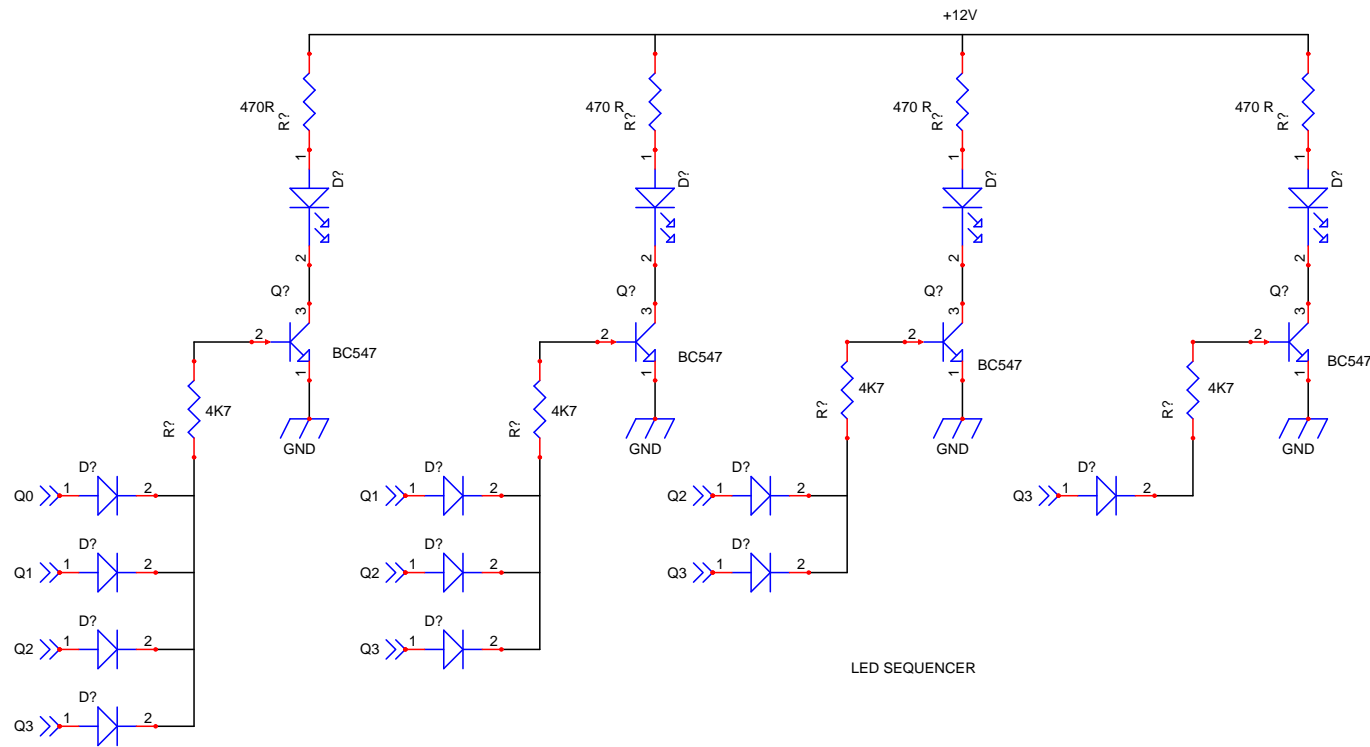 +12V
470R
R?
470 R
R?
470 R
R?
470 R
R?
1
1
1
1
D?
D?
D?
D?
2
2
2
2
Q?
Q?
Q?
Q?
3
3
3
3
2
2
2
2
BC547
BC547
BC547
BC547
1
1
1
1
4K7
4K7
4K7
4K7
R?
R?
R?
R?
GND
GND
GND
GND
D?
D?
D?
D?
Q0 1 2
Q1 1 2
Q2 1 2
Q3 1 2
D?
D?
D?
Q1 1 2
Q2 1 2
Q3 1 2
D?
D?
Q2 1 2
Q3 1 2
LED SEQUENCER
D?
Q3 1 2